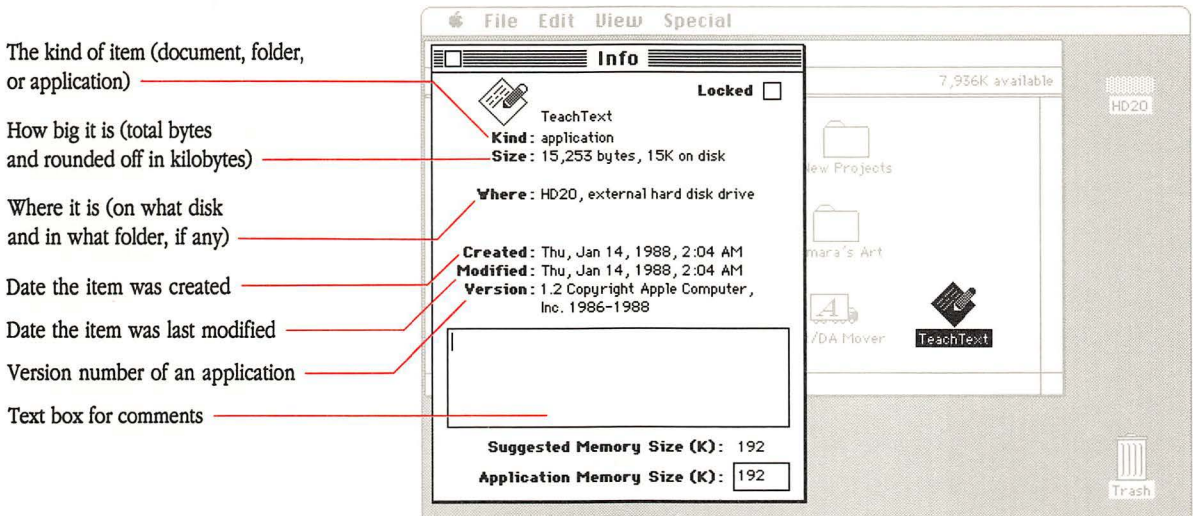 The kind of item (document, folder,
or application)
How big it is (total bytes
and rounded off in kilobytes)
Where it is (on what disk
and in what folder, if any)
Date the item was created
Date the item was last modified
Version number of an application
Text box for comments
File Edit View Special
Info
Locked
TeachText
Kind: application
Size: 15,253 bytes, 15K on disk
Where: HD20, external hard disk drive
Created: Thu, Jan 14, 1988, 2:04 AM
Modified: Thu, Jan 14, 1988, 2:04 AM
Version: 1.2 Copyright Apple Computer,
Inc. 1986-1988
Suggested Memory Size (K): 192
Application Memory Size (K): 192
7,936K available
HD20
New Projects
mara's Art
/DA Mover
TeachText
Trash